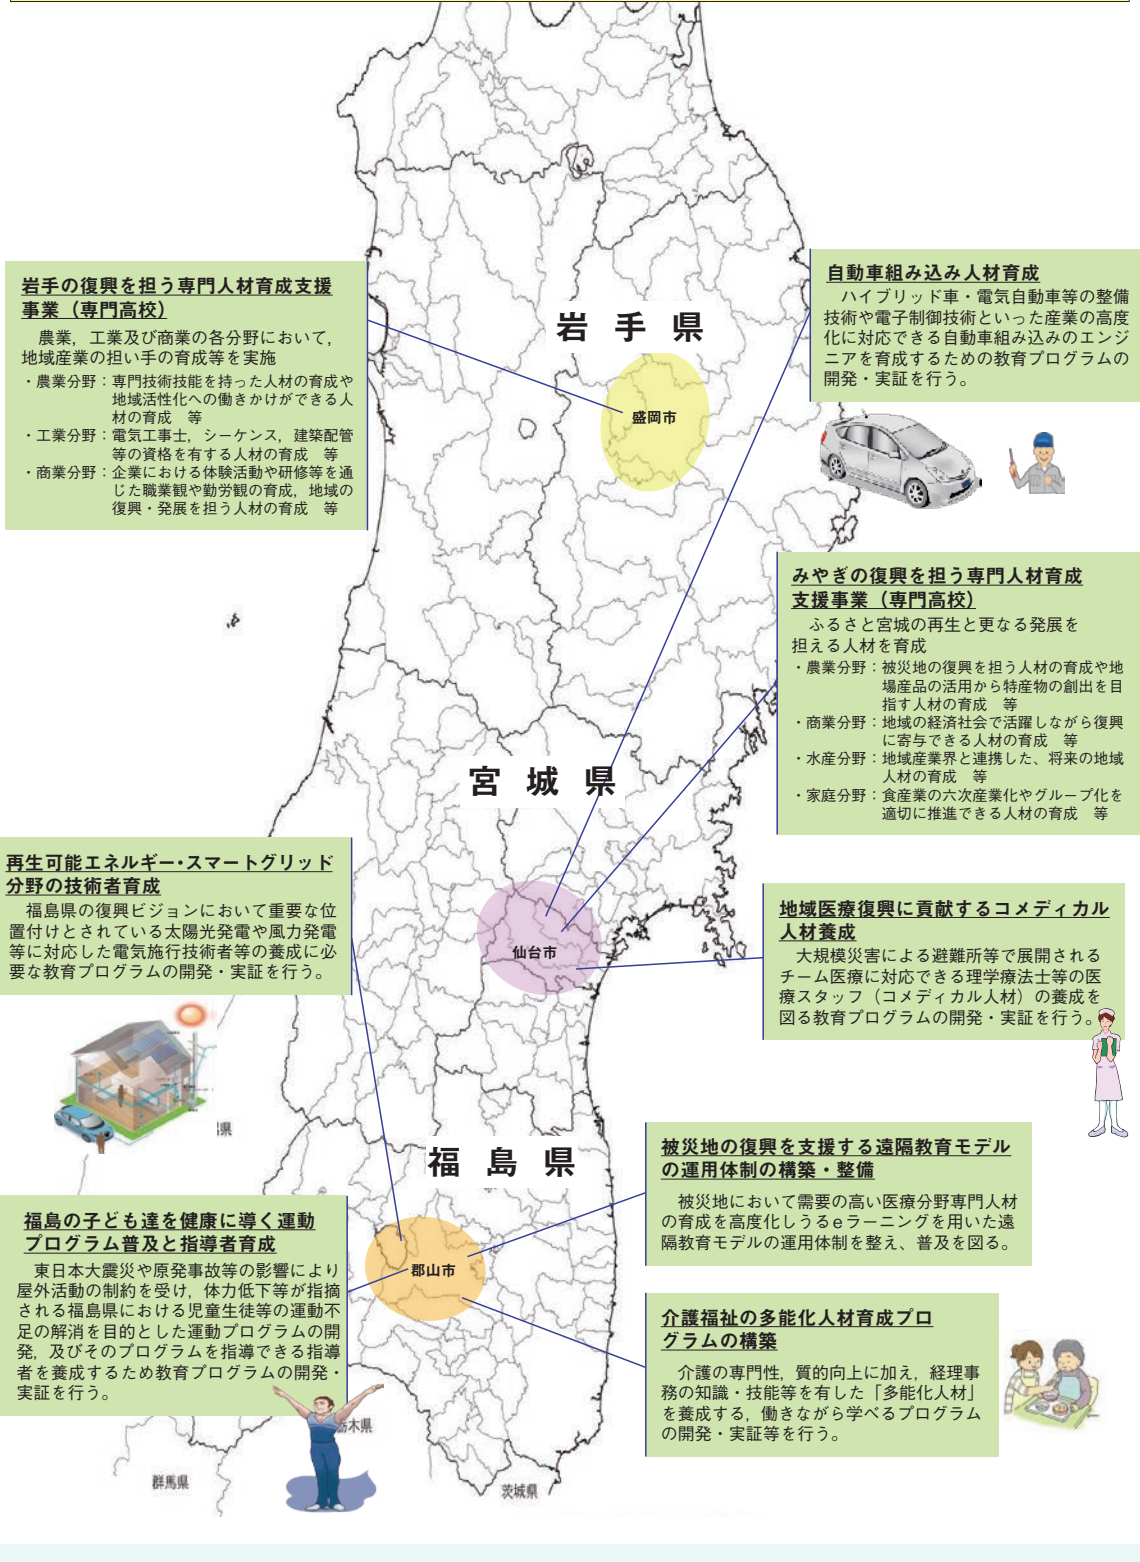 岩手の復興を担う専門人材育成支援
事業（専門高校）
農業，工業及び商業の各分野において，
地域産業の担い手の育成等を実施
・農業分野：専門技術技能を持った人材の育成や
地域活性化への働きかけができる人
材の育成　等
・工業分野：電気工事士，シーケンス，建築配管
等の資格を有する人材の育成　等
・商業分野：企業における体験活動や研修等を通
じた職業観や勤労観の育成，地域の
復興・発展を担う人材の育成　等
岩手県
盛岡市
自動車組み込み人材育成
ハイブリッド車・電気自動車等の整備
技術や電子制御技術といった産業の高度
化に対応できる自動車組み込みのエンジ
ニアを育成するための教育プログラムの
開発・実証を行う。
みやぎの復興を担う専門人材育成
支援事業（専門高校）
ふるさと宮城の再生と更なる発展を
担える人材を育成
・農業分野：被災地の復興を担う人材の育成や地
場産品の活用から特産物の創出を目
指す人材の育成　等
・商業分野：地域の経済社会で活躍しながら復興
に寄与できる人材の育成　等
・水産分野：地域産業界と連携した、将来の地域
人材の育成　等
・家庭分野：食産業の六次産業化やグループ化を
適切に推進できる人材の育成　等
宮城県
仙台市
再生可能エネルギー・スマートグリッド
分野の技術者育成
福島県の復興ビジョンにおいて重要な位
置付けとされている太陽光発電や風力発電
等に対応した電気施行技術者等の養成に必
要な教育プログラムの開発・実証を行う。
地域医療復興に貢献するコメディカル
人材養成
大規模災害による避難所等で展開される
チーム医療に対応できる理学療法士等の医
療スタッフ（コメディカル人材）の養成を
図る教育プログラムの開発・実証を行う。
県
福島県
郡山市
被災地の復興を支援する遠隔教育モデル
の運用体制の構築・整備
被災地において需要の高い医療分野専門人材
の育成を高度化しうるｅラーニングを用いた遠
隔教育モデルの運用体制を整え、普及を図る。
福島の子ども達を健康に導く運動
プログラム普及と指導者育成
東日本大震災や原発事故等の影響により
屋外活動の制約を受け，体力低下等が指摘
される福島県における児童生徒等の運動不
足の解消を目的とした運動プログラムの開
発，及びそのプログラムを指導できる指導
者を養成するため教育プログラムの開発・
実証を行う。
介護福祉の多能化人材育成プロ
グラムの構築
介護の専門性，質的向上に加え，経理事
務の知識・技能等を有した「多能化人材」
を養成する，働きながら学べるプログラム
の開発・実証等を行う。
栃木県
群馬県
茨城県